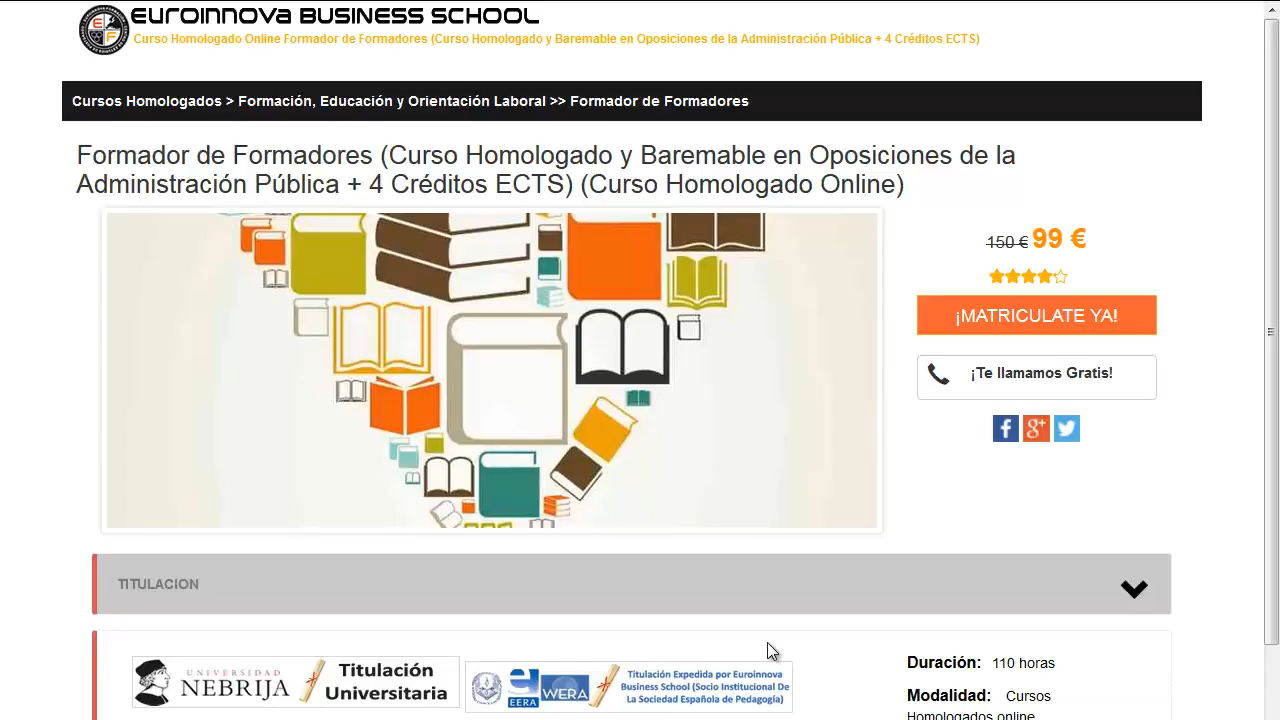 Euroinnova Business School
Curso Homologado Online Formador de Formadores (Curso Homologado y Baremable en Oposiciones de la Administración Pública + 4 Créditos ECTS)
Cursos Homologados > Formación, Educación y Orientación Laboral >> Formador de Formadores
Formador de Formadores (Curso Homologado y Baremable en Oposiciones de la
Administración Pública + 4 Créditos ECTS) (Curso Homologado Online)
150 € 99 €
¡MATRICULATE YA!
¡Te llamamos Gratis!
TITULACION
UNIVERSIDAD
NEBRIJA
Titulación
Universitaria
EERA
WERA
Titulación Expedida por Euroinnova
Business School (Socio Institucional De
La Sociedad Española de Pedagogía)
Duración: 110 horas
Modalidad: Cursos
Homologados online